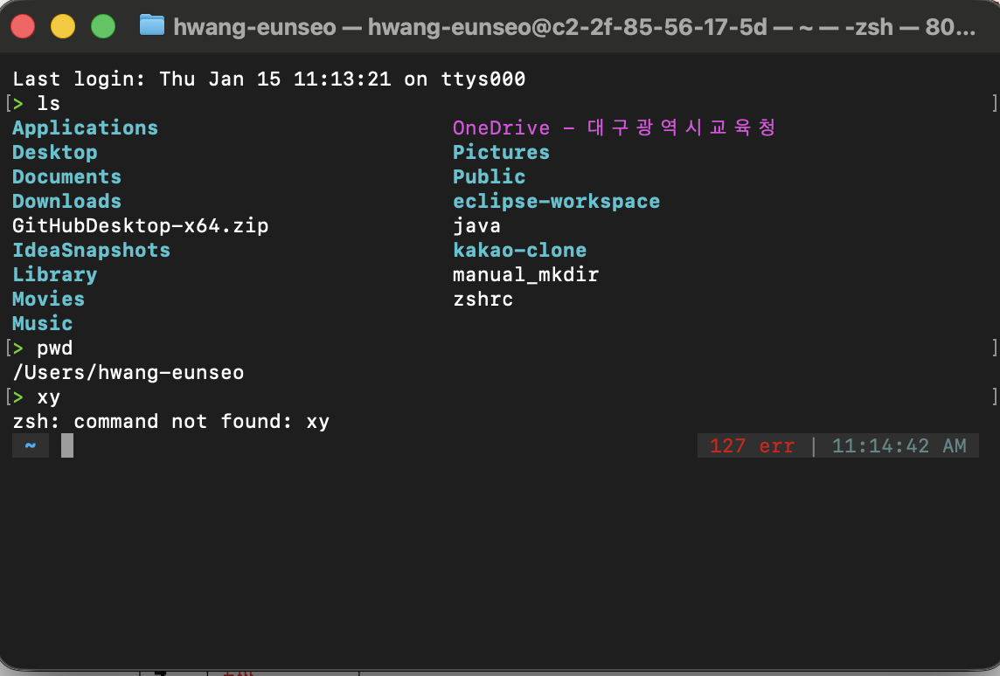 hwang-eunseo — hwang-eunseo@c2-2f-85-56-17-5d — ~ — -zsh — 80...
Last login: Thu Jan 15 11:13:21 on ttys000
[> ls ]
Applications OneDrive - 대구광역시교육청
Desktop Pictures
Documents Public
Downloads eclipse-workspace
GitHubDesktop-x64.zip java
IdeaSnapshots kakao-clone
Library manual_mkdir
Movies zshrc
Music
[> pwd ]
/Users/hwang-eunseo
[> xy ]
zsh: command not found: xy
~ 127 err | 11:14:42 AM